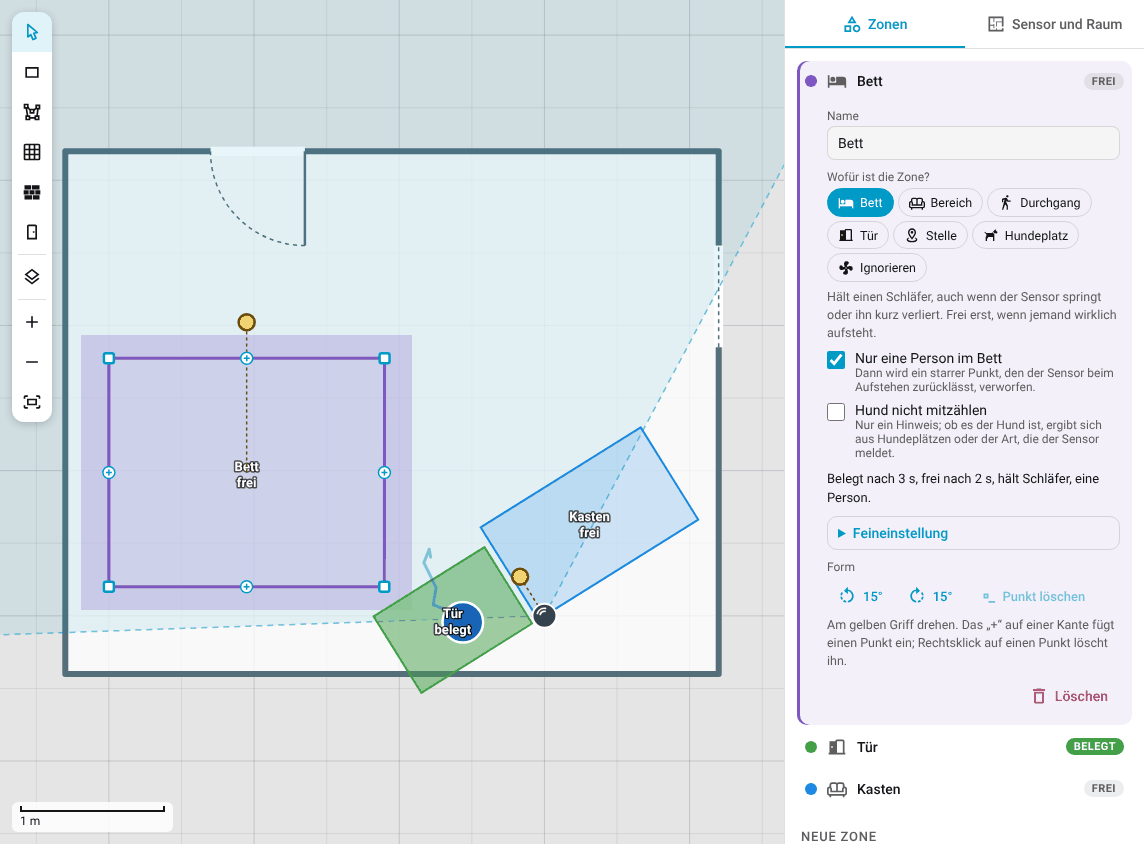 Zonen
Sensor und Raum
Bett
FREI
Name
Bett
Wofür ist die Zone?
Bett
Bereich
Durchgang
Tür
Stelle
Hundeplatz
Ignorieren
Hält einen Schläfer, auch wenn der Sensor springt
oder ihn kurz verliert. Frei erst, wenn jemand wirklich
aufsteht.
Nur eine Person im Bett
Dann wird ein starrer Punkt, den der Sensor beim
Aufstehen zurücklässt, verworfen.
Hund nicht mitzählen
Nur ein Hinweis; ob es der Hund ist, ergibt sich
aus Hundeplätzen oder der Art, die der Sensor
meldet.
Belegt nach 3 s, frei nach 2 s, hält Schläfer, eine
Person.
Feineinstellung
Form
15°
15°
Punkt löschen
Am gelben Griff drehen. Das „+“ auf einer Kante fügt
einen Punkt ein; Rechtsklick auf einen Punkt löscht
ihn.
Löschen
Tür
BELEGT
Kasten
FREI
NEUE ZONE
Bett
frei
Kasten
frei
Tür
belegt
1 m